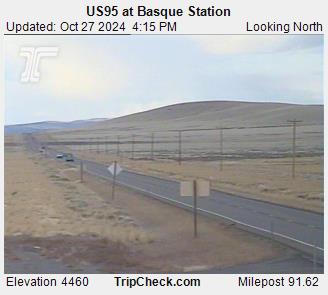 US95 at Basque Station
Updated: Oct 27 2024 4:15 PM Looking North
Elevation 4460 TripCheck.com Milepost 91.62